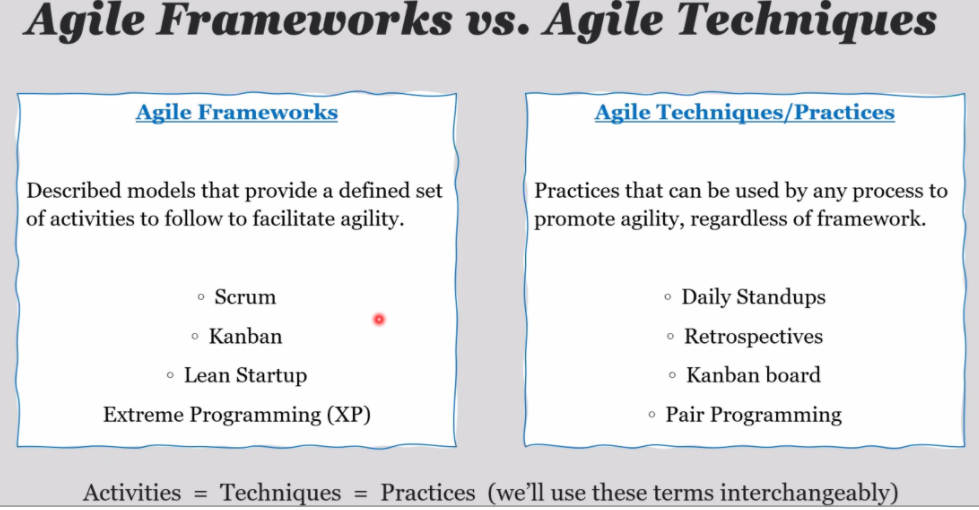 Agile Frameworks vs. Agile Techniques
Agile Frameworks
Described models that provide a defined set
of activities to follow to facilitate agility.
◦ Scrum
◦ Kanban
◦ Lean Startup
Extreme Programming (XP)
Agile Techniques/Practices
Practices that can be used by any process to
promote agility, regardless of framework.
◦ Daily Standups
◦ Retrospectives
◦ Kanban board
◦ Pair Programming
Activities = Techniques = Practices (we’ll use these terms interchangeably)